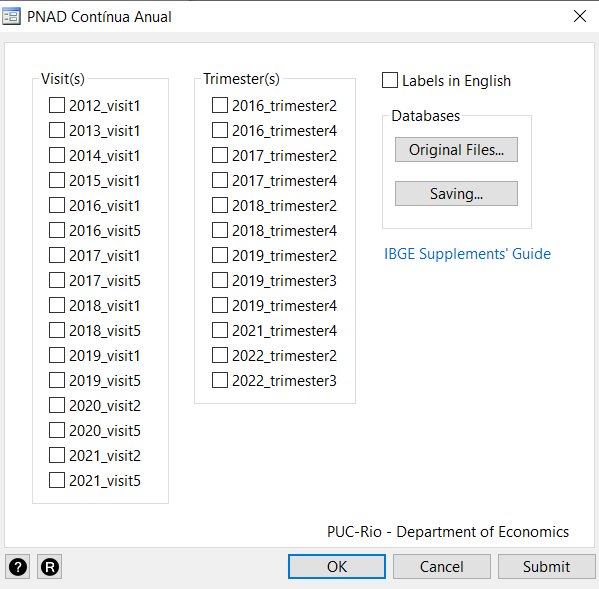 PNAD Contínua Anual
Visit(s)
2012_visit1
2013_visit1
2014_visit1
2015_visit1
2016_visit1
2016_visit5
2017_visit1
2017_visit5
2018_visit1
2018_visit5
2019_visit1
2019_visit5
2020_visit2
2020_visit5
2021_visit2
2021_visit5
Trimester(s)
2016_trimester2
2016_trimester4
2017_trimester2
2017_trimester4
2018_trimester2
2018_trimester4
2019_trimester2
2019_trimester3
2019_trimester4
2021_trimester4
2022_trimester2
2022_trimester3
Labels in English
Databases
Original Files...
Saving...
IBGE Supplements' Guide
PUC-Rio - Department of Economics
? R OK Cancel Submit